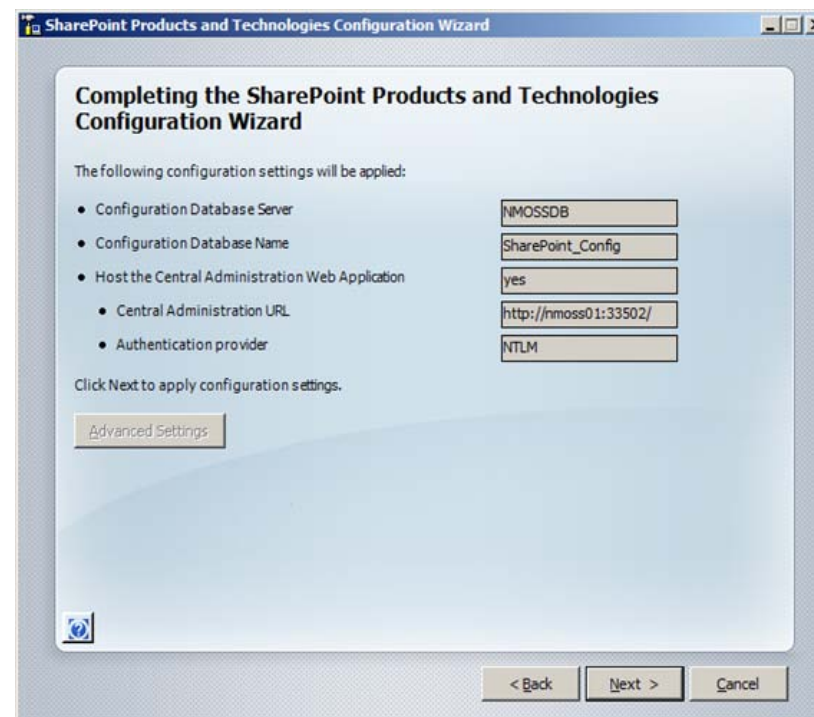 SharePoint Products and Technologies Configuration Wizard
Completing the SharePoint Products and Technologies
Configuration Wizard
The following configuration settings will be applied:
• Configuration Database Server NMOSSDB
• Configuration Database Name SharePoint_Config
• Host the Central Administration Web Application yes
• Central Administration URL http://nmoss01:33502/
• Authentication provider NTLM
Click Next to apply configuration settings.
Advanced Settings
< Back Next > Cancel